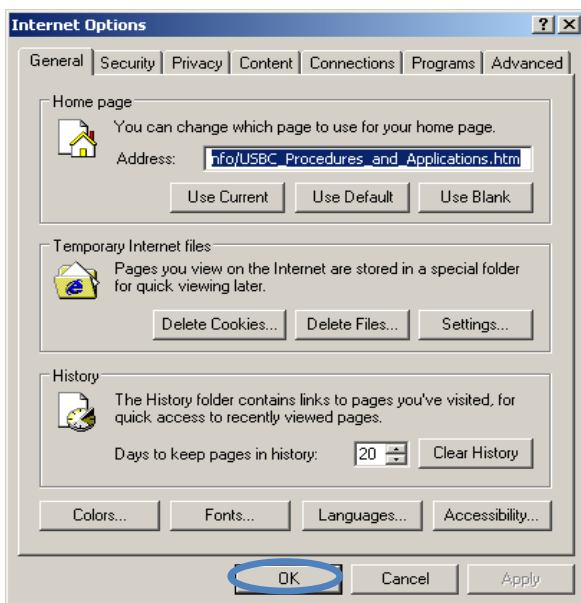 Internet Options
General Security Privacy Content Connections Programs Advanced
Home page
You can change which page to use for your home page.
Address: nfo/USBC_Procedures_and_Applications.htm
Use Current Use Default Use Blank
Temporary Internet files
Pages you view on the Internet are stored in a special folder
for quick viewing later.
Delete Cookies... Delete Files... Settings...
History
The History folder contains links to pages you've visited, for
quick access to recently viewed pages.
Days to keep pages in history: 20 Clear History
Colors... Fonts... Languages... Accessibility...
OK Cancel Apply